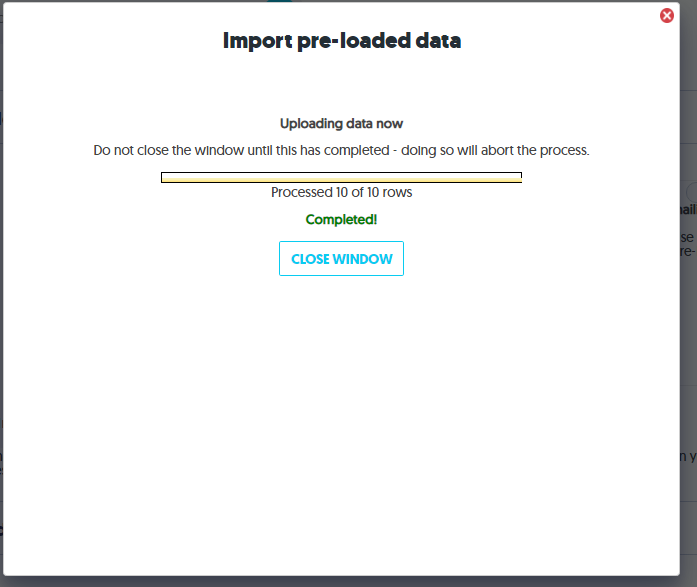 Import pre-loaded data
Uploading data now
Do not close the window until this has completed - doing so will abort the process.
Processed 10 of 10 rows
Completed!
CLOSE WINDOW